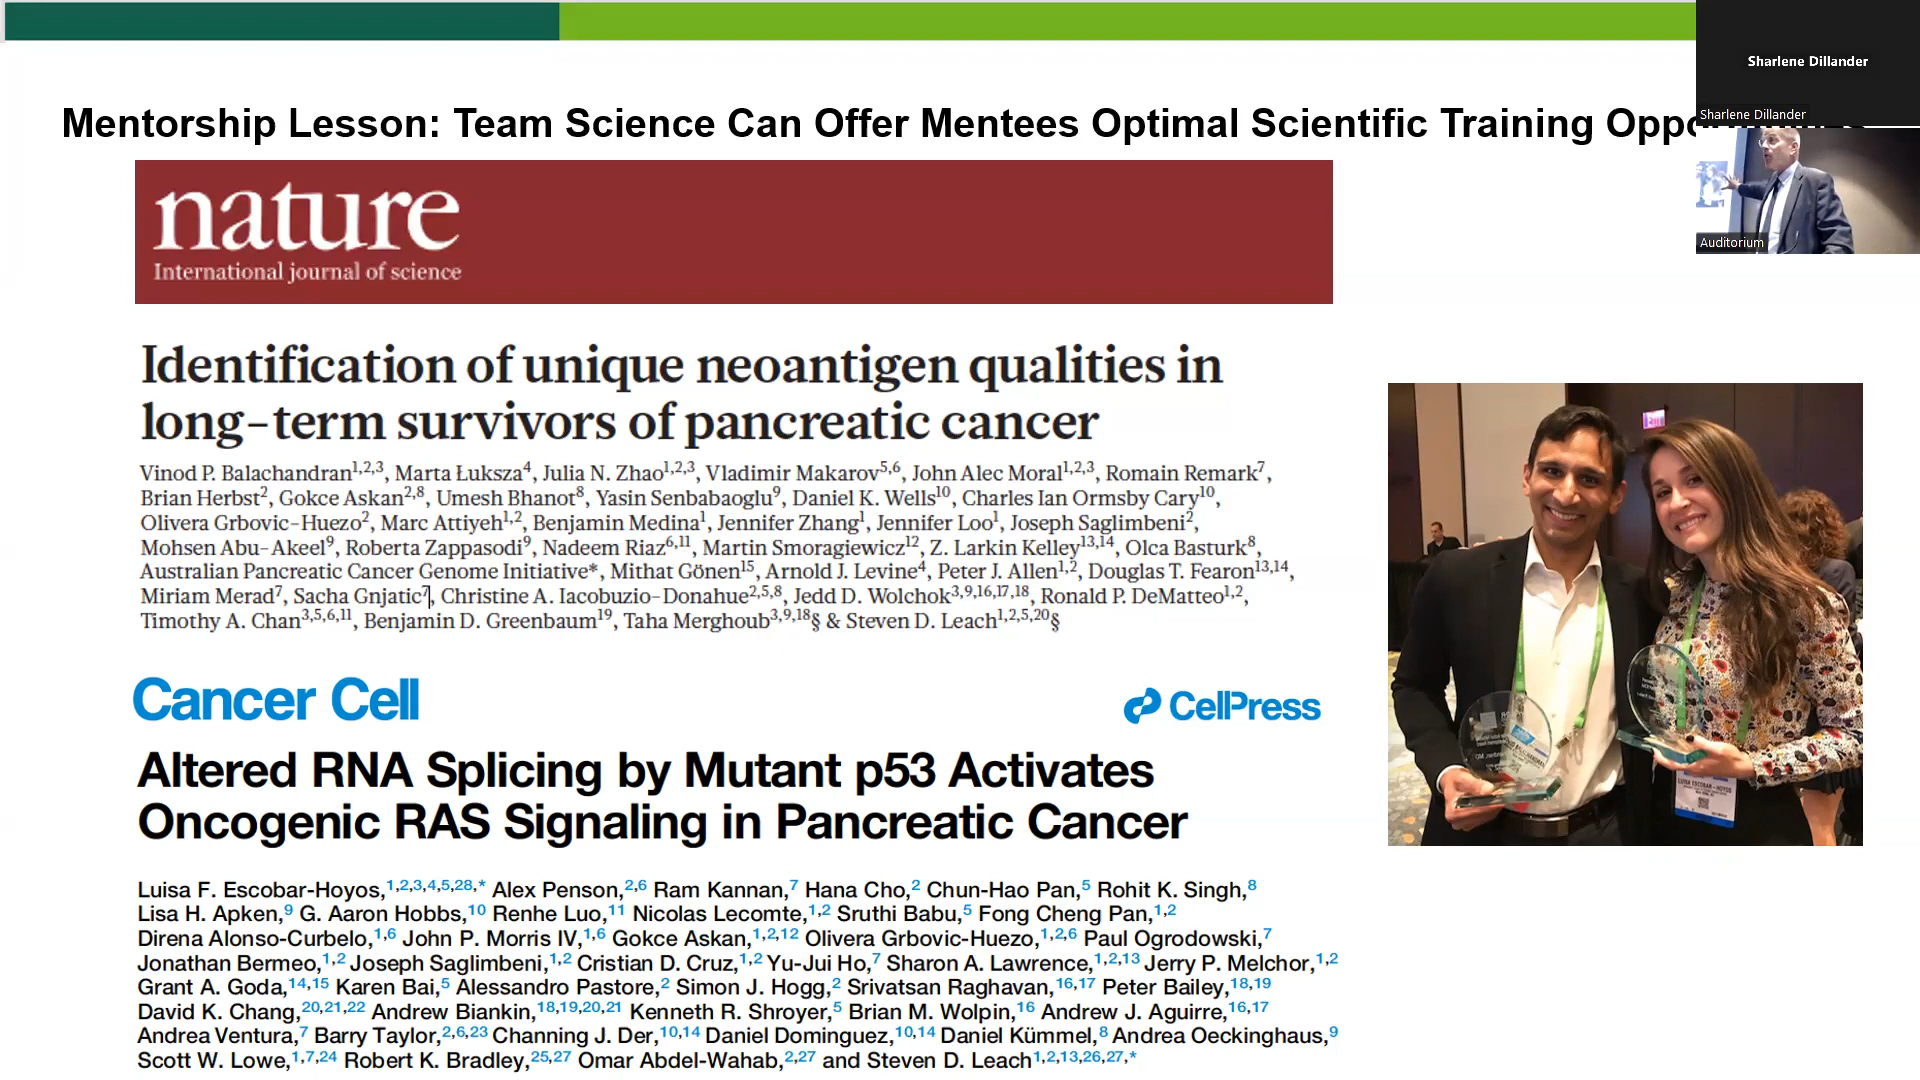 Sharlene Dillander
Sharlene Dillander
Mentorship Lesson: Team Science Can Offer Mentees Optimal Scientific Training
Auditorium
nature
International journal of science
Identification of unique neoantigen qualities in
long-term survivors of pancreatic cancer
Vinod P. Balachandran1,2,3, Marta Łuksza4, Julia N. Zhao1,2,3, Vladimir Makarov5,6, John Alec Moral1,2,3, Romain Remark7,
Brian Herbst2, Gokce Askan2,8, Umesh Bhanot8, Yasin Senbabaoglu9, Daniel K. Wells10, Charles Ian Ormsby Cary10,
Olivera Grbovic-Huezo2, Marc Attiyeh1,2, Benjamin Medina1, Jennifer Zhang1, Jennifer Loo1, Joseph Saglimbeni2,
Mohsen Abu-Akeel9, Roberta Zappasodi9, Nadeem Riaz6,11, Martin Smoragiewicz12, Z. Larkin Kelley13,14, Olca Basturk8,
Australian Pancreatic Cancer Genome Initiative*, Mithat Gönen15, Arnold J. Levine4, Peter J. Allen1,2, Douglas T. Fearon13,14,
Miriam Merad7, Sacha Gnjatic7, Christine A. Iacobuzio-Donahue2,5,8, Jedd D. Wolchok3,9,16,17,18, Ronald P. DeMatteo1,2,
Timothy A. Chan3,5,6,11, Benjamin D. Greenbaum19, Taha Merghoub3,9,18§ & Steven D. Leach1,2,5,20§
Cancer Cell
CellPress
Altered RNA Splicing by Mutant p53 Activates
Oncogenic RAS Signaling in Pancreatic Cancer
Luisa F. Escobar-Hoyos,1,2,3,4,5,28,* Alex Penson,2,6 Ram Kannan,7 Hana Cho,2 Chun-Hao Pan,5 Rohit K. Singh,8
Lisa H. Apken,9 G. Aaron Hobbs,10 Renhe Luo,11 Nicolas Lecomte,1,2 Sruthi Babu,5 Fong Cheng Pan,1,2
Direna Alonso-Curbelo,1,6 John P. Morris IV,1,6 Gokce Askan,1,2,12 Olivera Grbovic-Huezo,1,2,6 Paul Ogrodowski,7
Jonathan Bermeo,1,2 Joseph Saglimbeni,1,2 Cristian D. Cruz,1,2 Yu-Jui Ho,7 Sharon A. Lawrence,1,2,13 Jerry P. Melchor,1,2
Grant A. Goda,14,15 Karen Bai,5 Alessandro Pastore,2 Simon J. Hogg,2 Srivatsan Raghavan,16,17 Peter Bailey,18,19
David K. Chang,20,21,22 Andrew Biankin,18,19,20,21 Kenneth R. Shroyer,5 Brian M. Wolpin,16 Andrew J. Aguirre,16,17
Andrea Ventura,7 Barry Taylor,2,6,23 Channing J. Der,10,14 Daniel Dominguez,10,14 Daniel Kümmel,8 Andrea Oeckinghaus,9
Scott W. Lowe,1,7,24 Robert K. Bradley,25,27 Omar Abdel-Wahab,2,27 and Steven D. Leach1,2,13,26,27,*